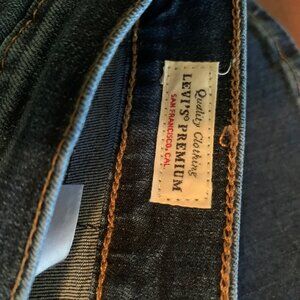 Quality Clothing
LEVI'S® PREMIUM
SAN FRANCISCO, CAL.